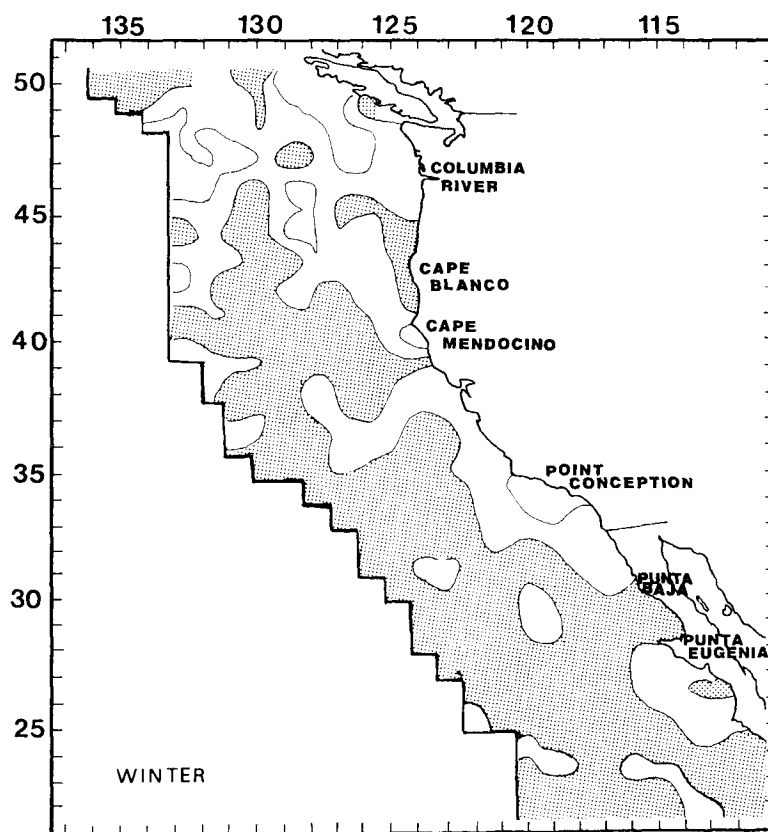 135 130 125 120 115
50
COLUMBIA
RIVER
45
CAPE
BLANCO
40
CAPE
MENDOCINO
35
POINT
CONCEPTION
30
PUNTA
BAJA
PUNTA
EUGENIA
25
WINTER